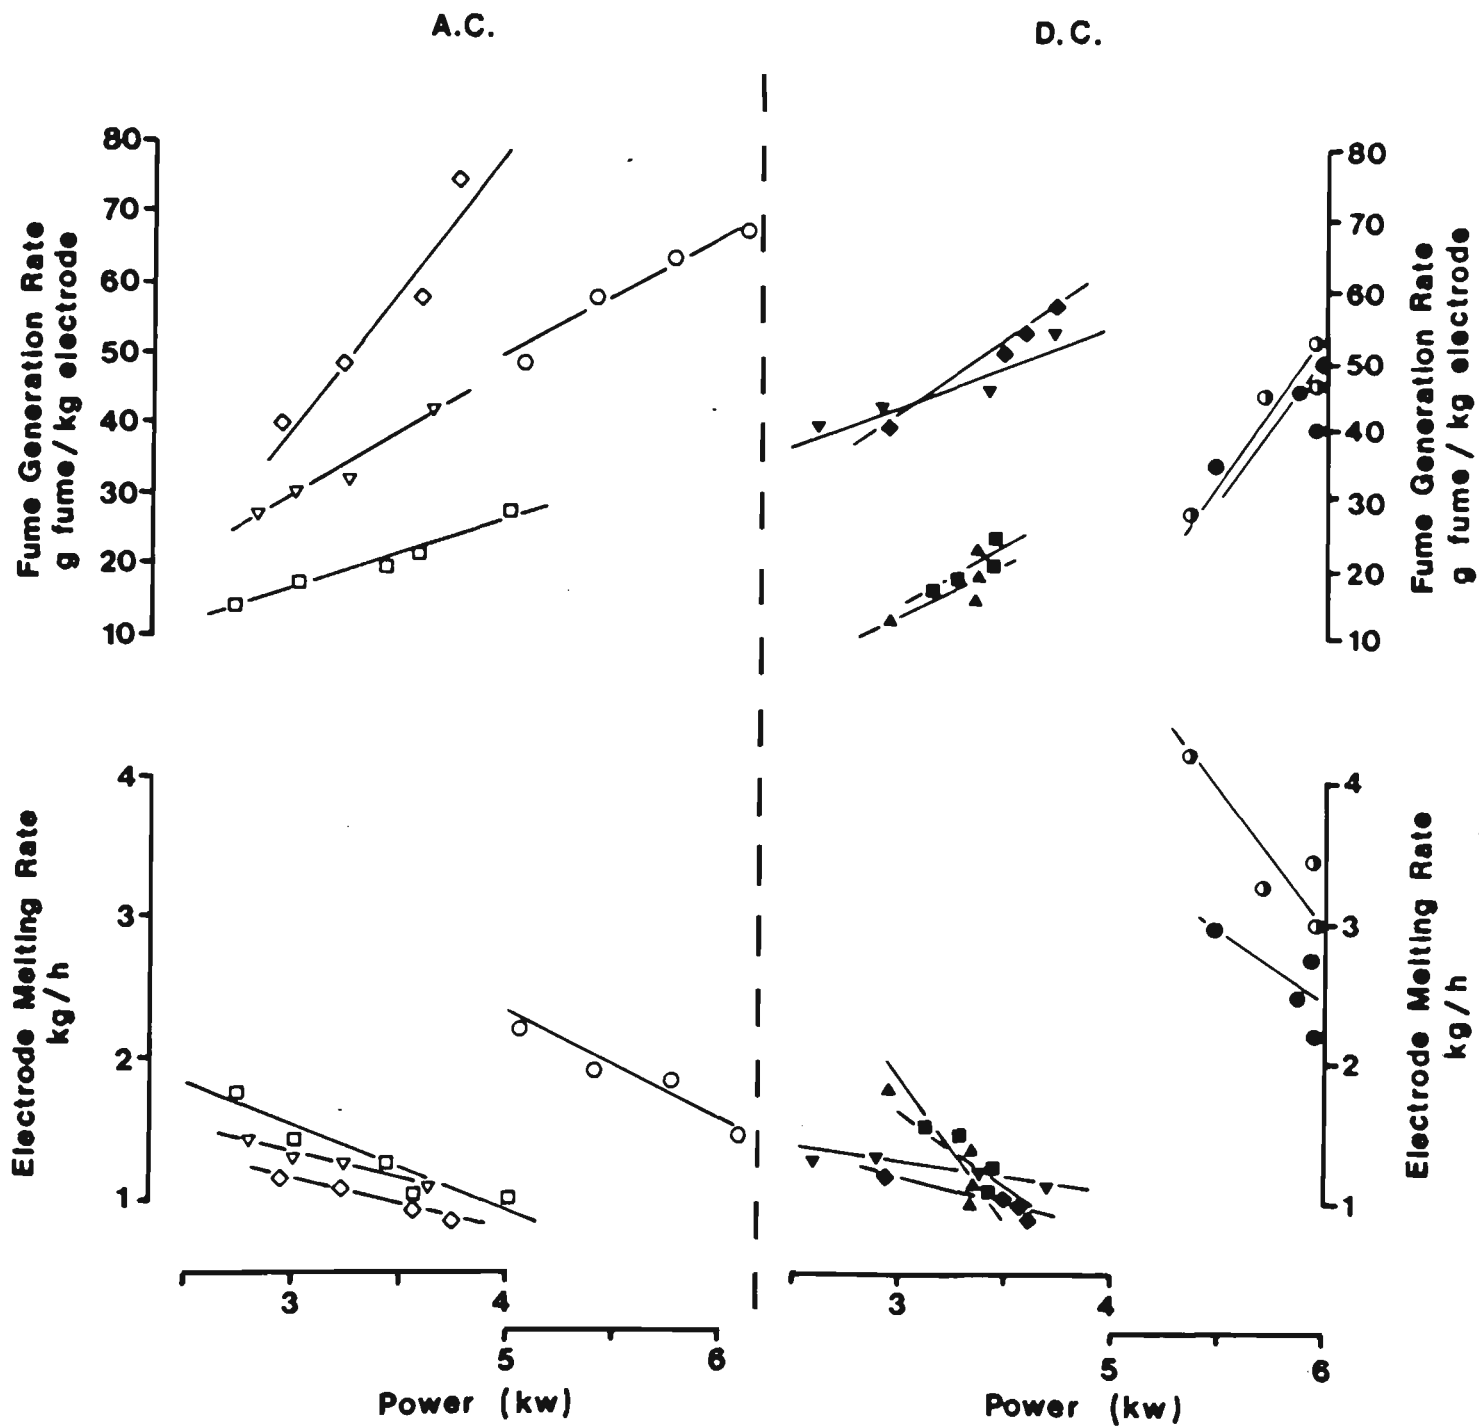 A.C.
D.C.
Fume Generation Rate
g fume/kg electrode
80
70
60
50
40
30
20
10
80
70
60
50
40
30
20
10
Fume Generation Rate
g fume / kg electrode
Electrode Melting Rate
kg/h
4
3
2
1
4
3
2
1
Electrode Melting Rate
kg/h
3
4
5
6
Power (kw)
3
4
5
6
Power (kw)